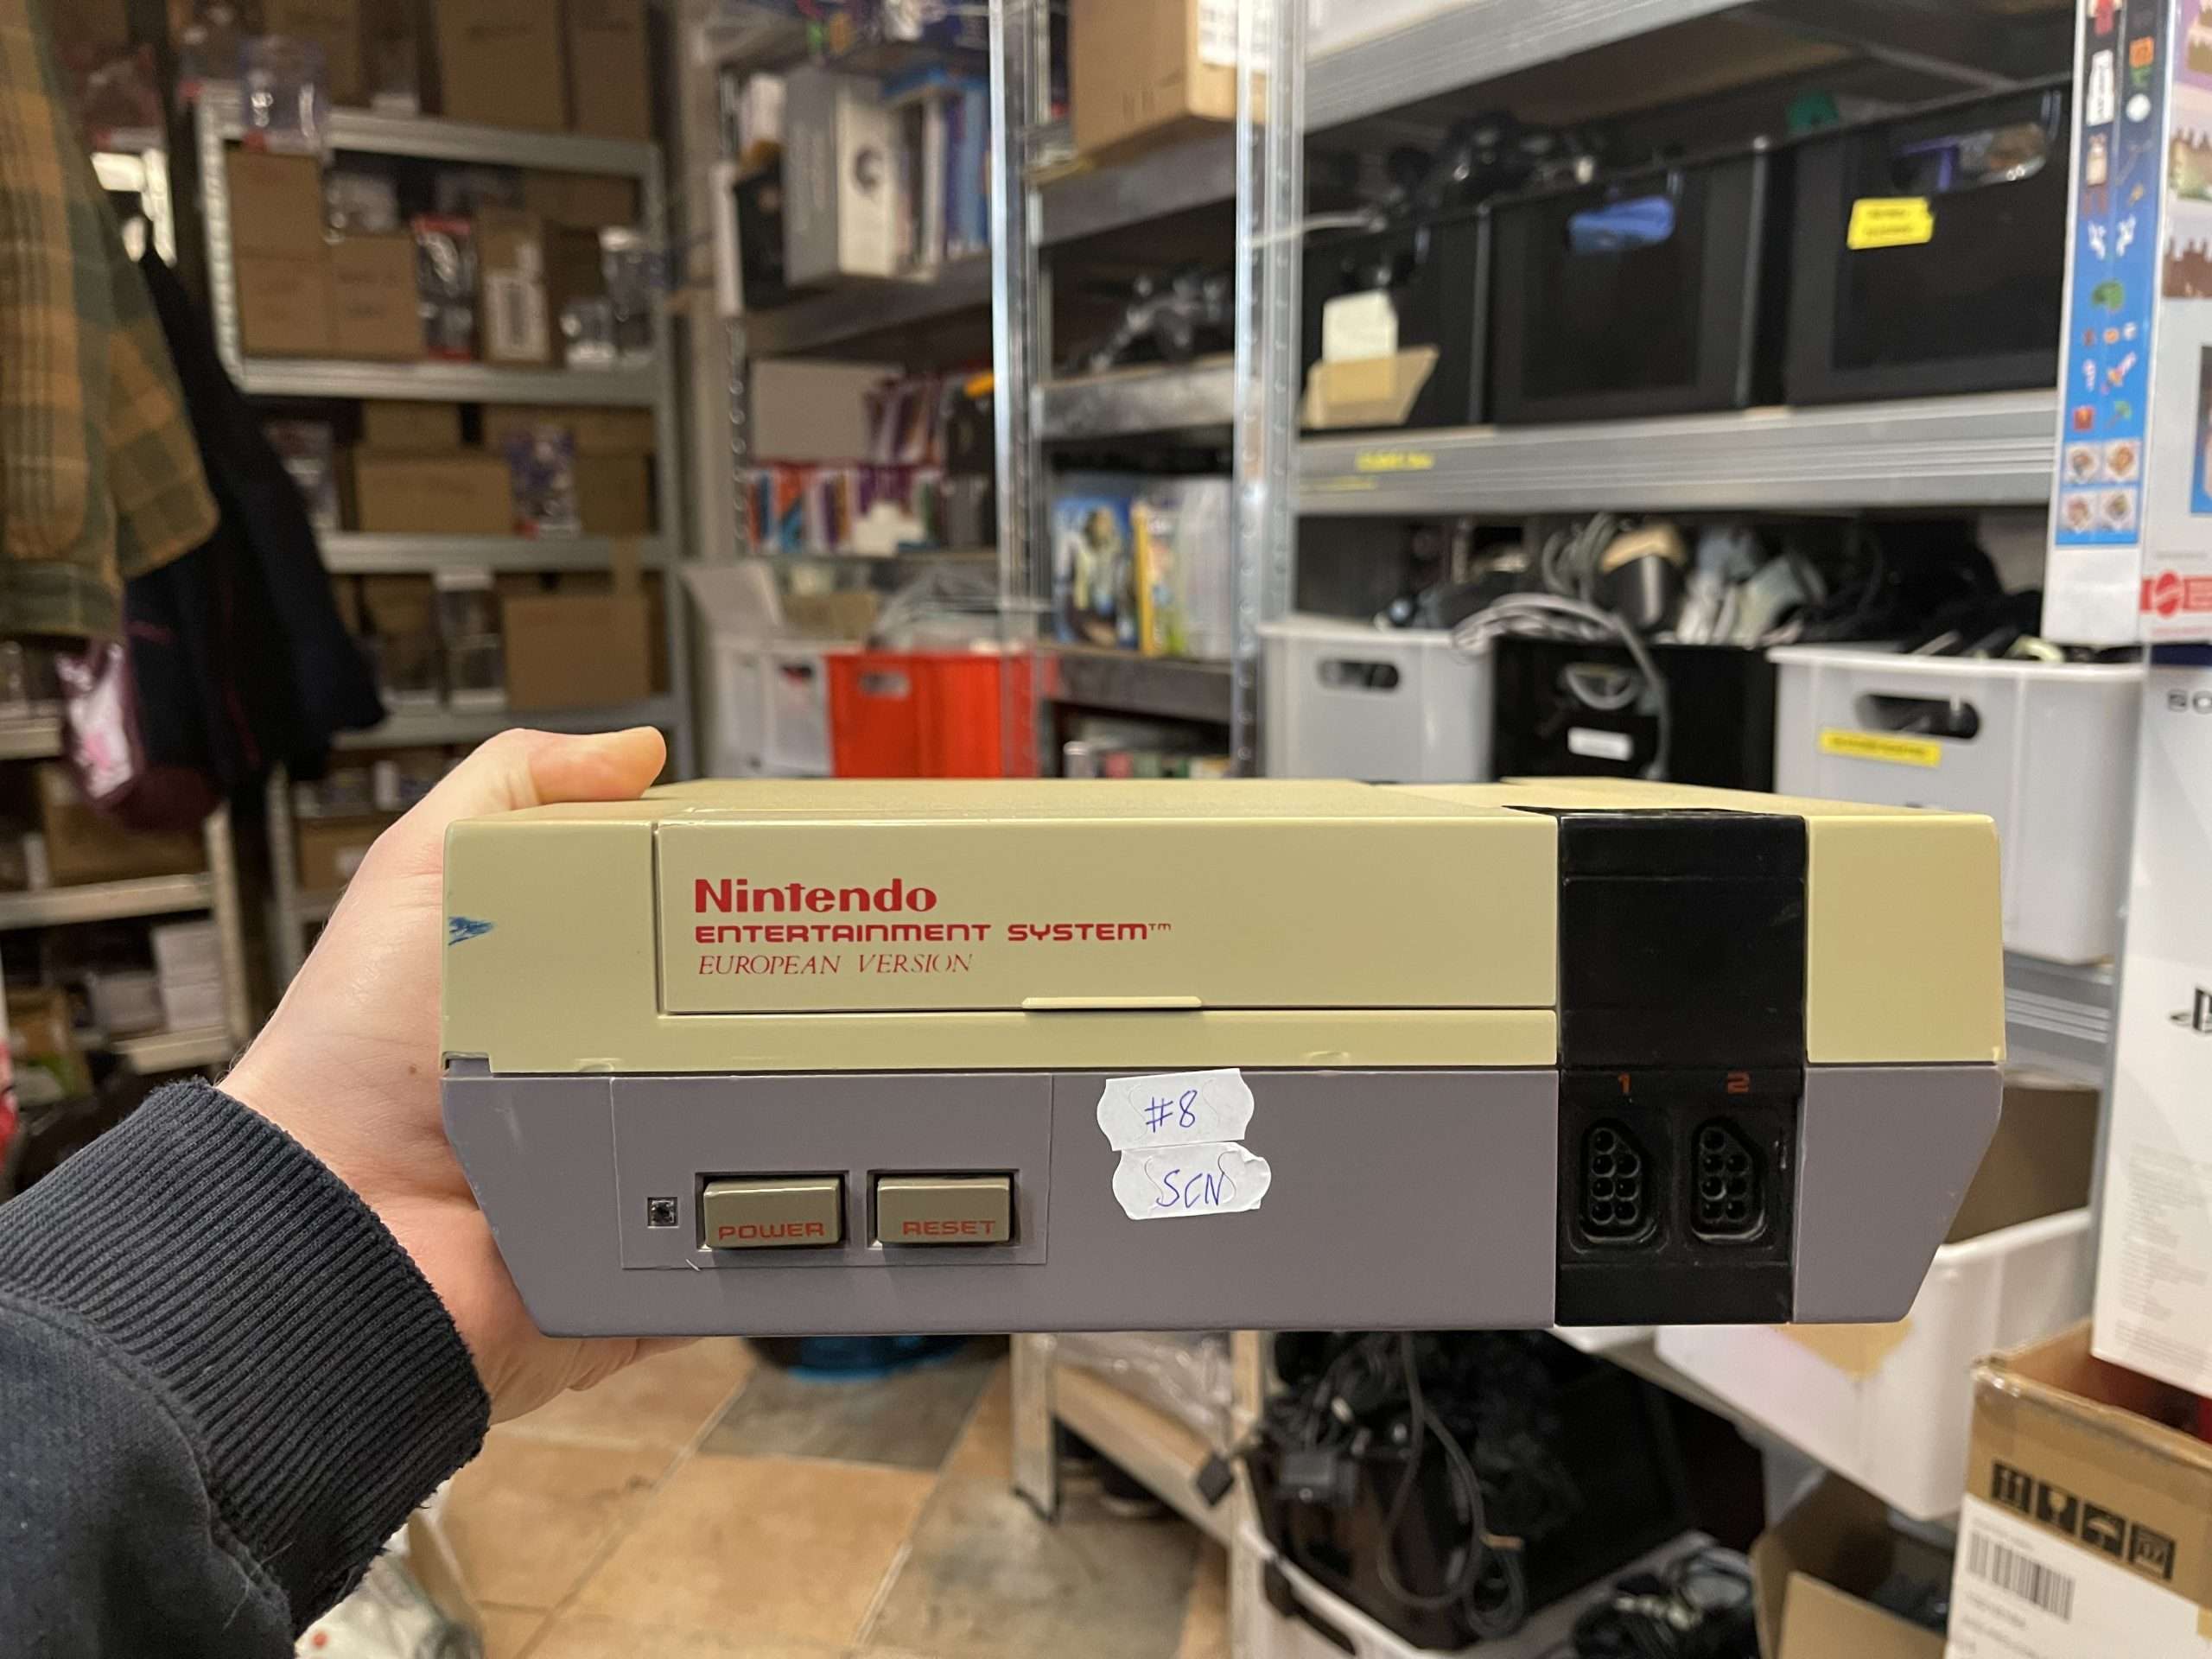 Nintendo
ENTERTAINMENT SYSTEM™
EUROPEAN VERSION
1 2
#8
SCN
POWER RESET